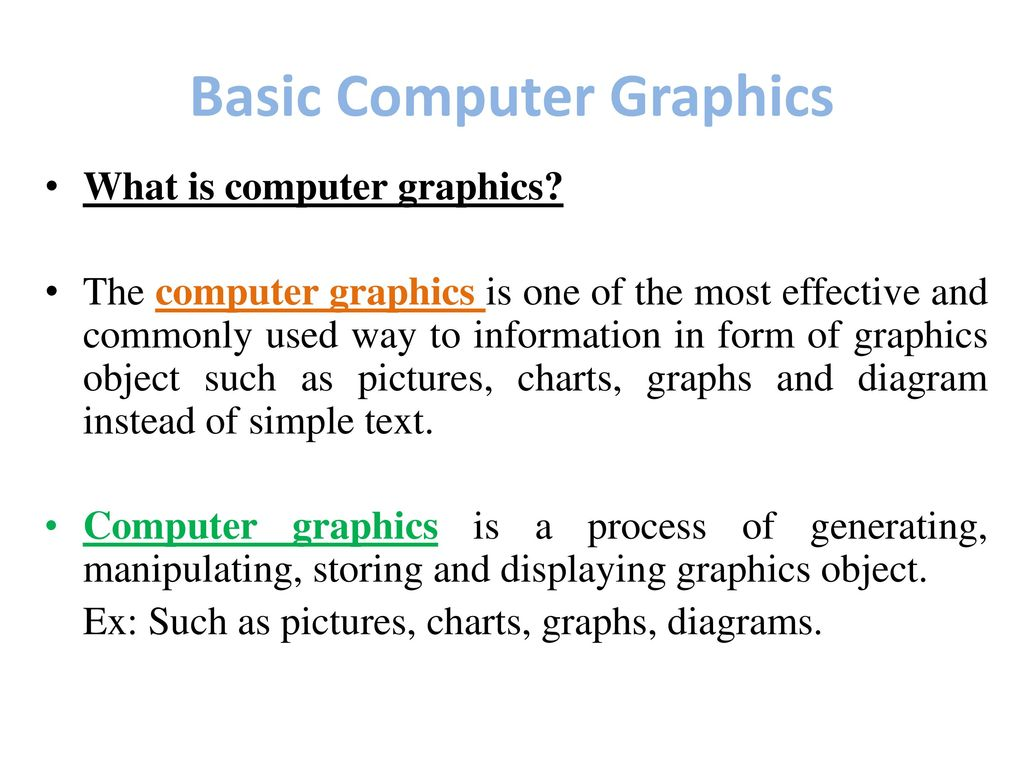 Basic Computer Graphics
• What is computer graphics?
• The computer graphics is one of the most effective and
commonly used way to information in form of graphics
object such as pictures, charts, graphs and diagram
instead of simple text.
• Computer graphics is a process of generating,
manipulating, storing and displaying graphics object.
Ex: Such as pictures, charts, graphs, diagrams.